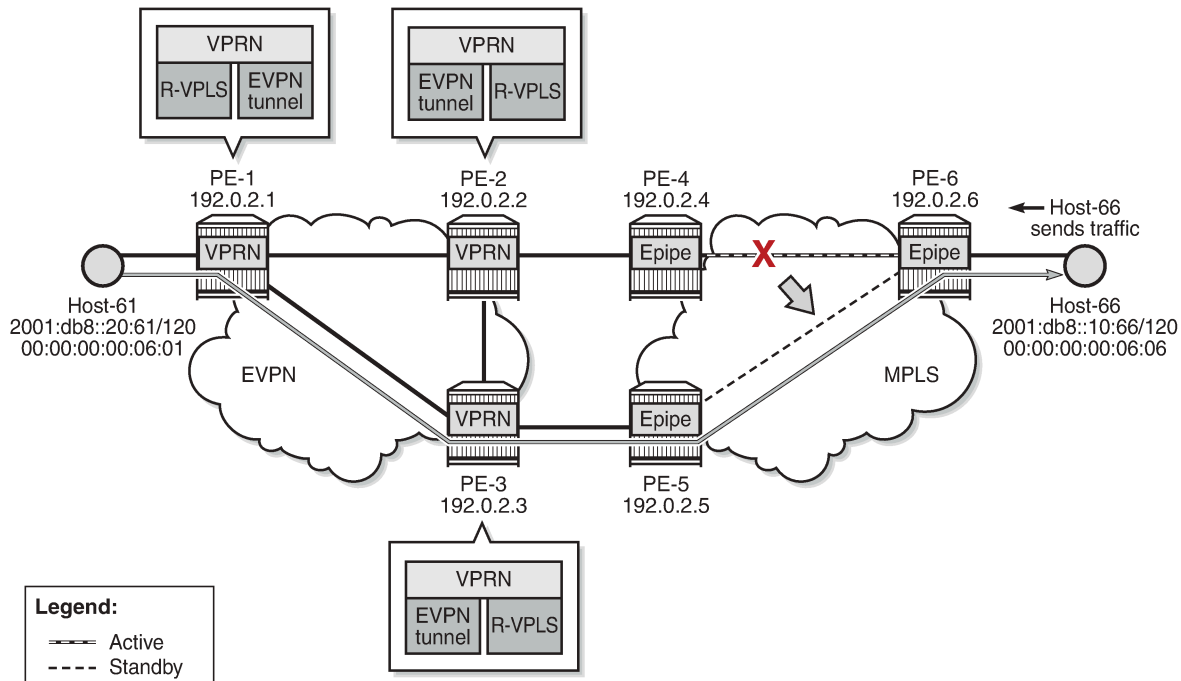 VPRN
R-VPLS
EVPN
tunnel
VPRN
EVPN
tunnel
R-VPLS
PE-1
192.0.2.1
PE-2
192.0.2.2
PE-4
192.0.2.4
PE-6
192.0.2.6
Host-66
sends traffic
VPRN
VPRN
Epipe
X
Epipe
Host-61
2001:db8::20:61/120
00:00:00:00:06:01
Host-66
2001:db8::10:66/120
00:00:00:00:06:06
EVPN
MPLS
VPRN
Epipe
PE-3
192.0.2.3
PE-5
192.0.2.5
VPRN
EVPN
tunnel
R-VPLS
Legend:
Active
Standby